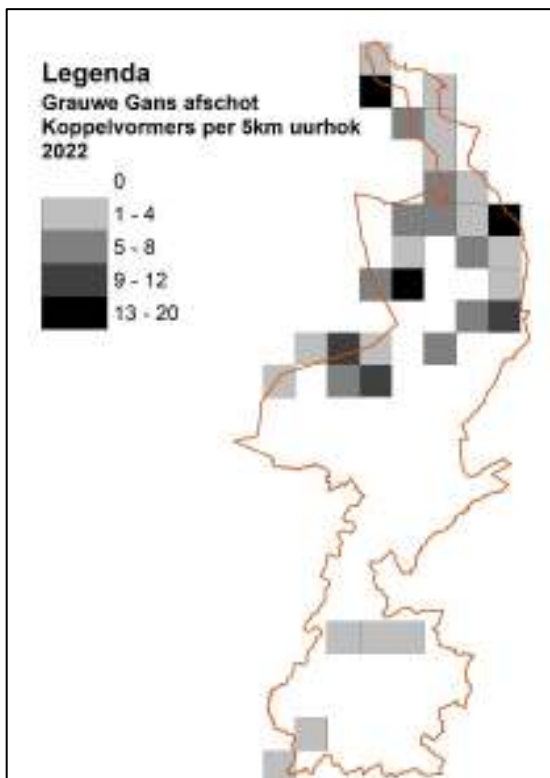 Legenda
Grauwe Gans afschot
Koppelvormers per 5km uurhok
2022
0
1 - 4
5 - 8
9 - 12
13 - 20